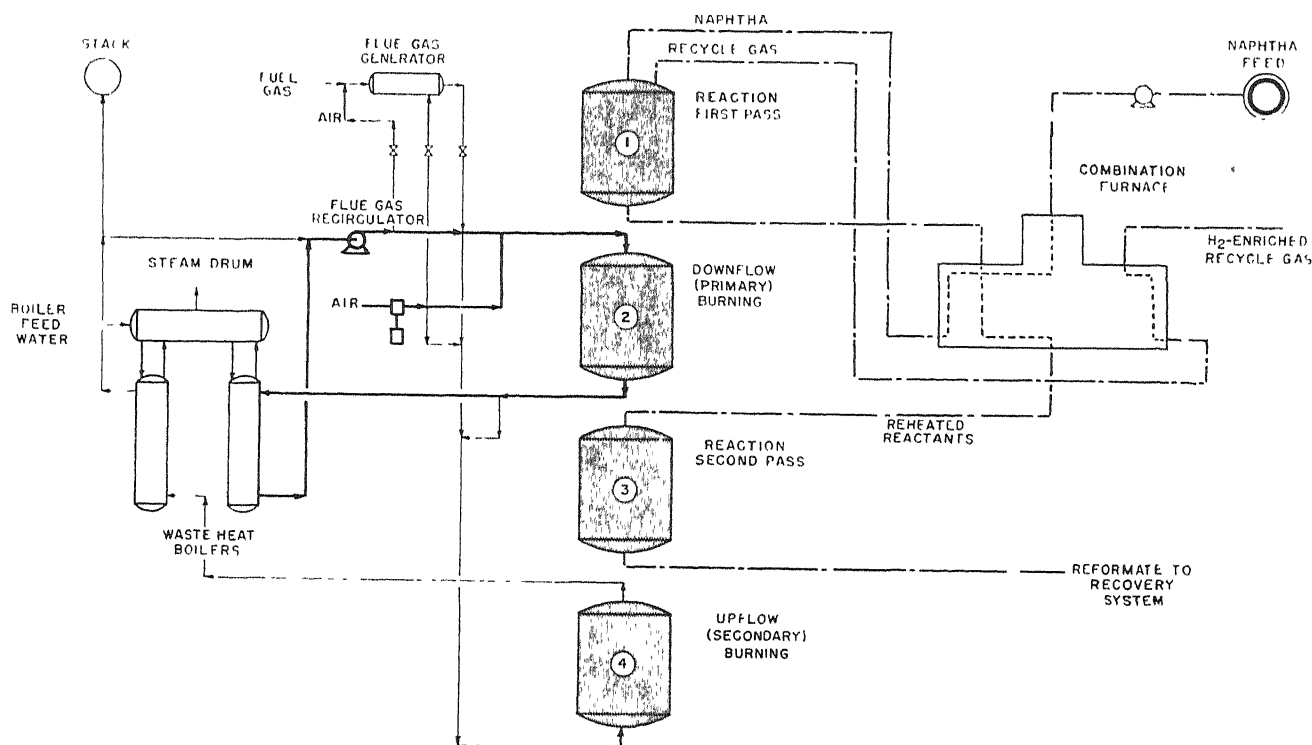 NAPHTHA
RECYCLE GAS
STACK
FLUE GAS
GENERATOR
FUEL
GAS
AIR
NAPHTHA
FEED
REACTION
FIRST PASS
1
COMBINATION
FURNACE
FLUE GAS
RECIRCULATOR
H2-ENRICHED
RECYCLE GAS
STEAM DRUM
DOWNFLOW
(PRIMARY)
BURNING
AIR
2
BOILER
FEED
WATER
REHEATED
REACTANTS
REACTION
SECOND PASS
3
WASTE HEAT
BOILERS
REFORMATE TO
RECOVERY
SYSTEM
UPFLOW
(SECONDARY)
BURNING
4